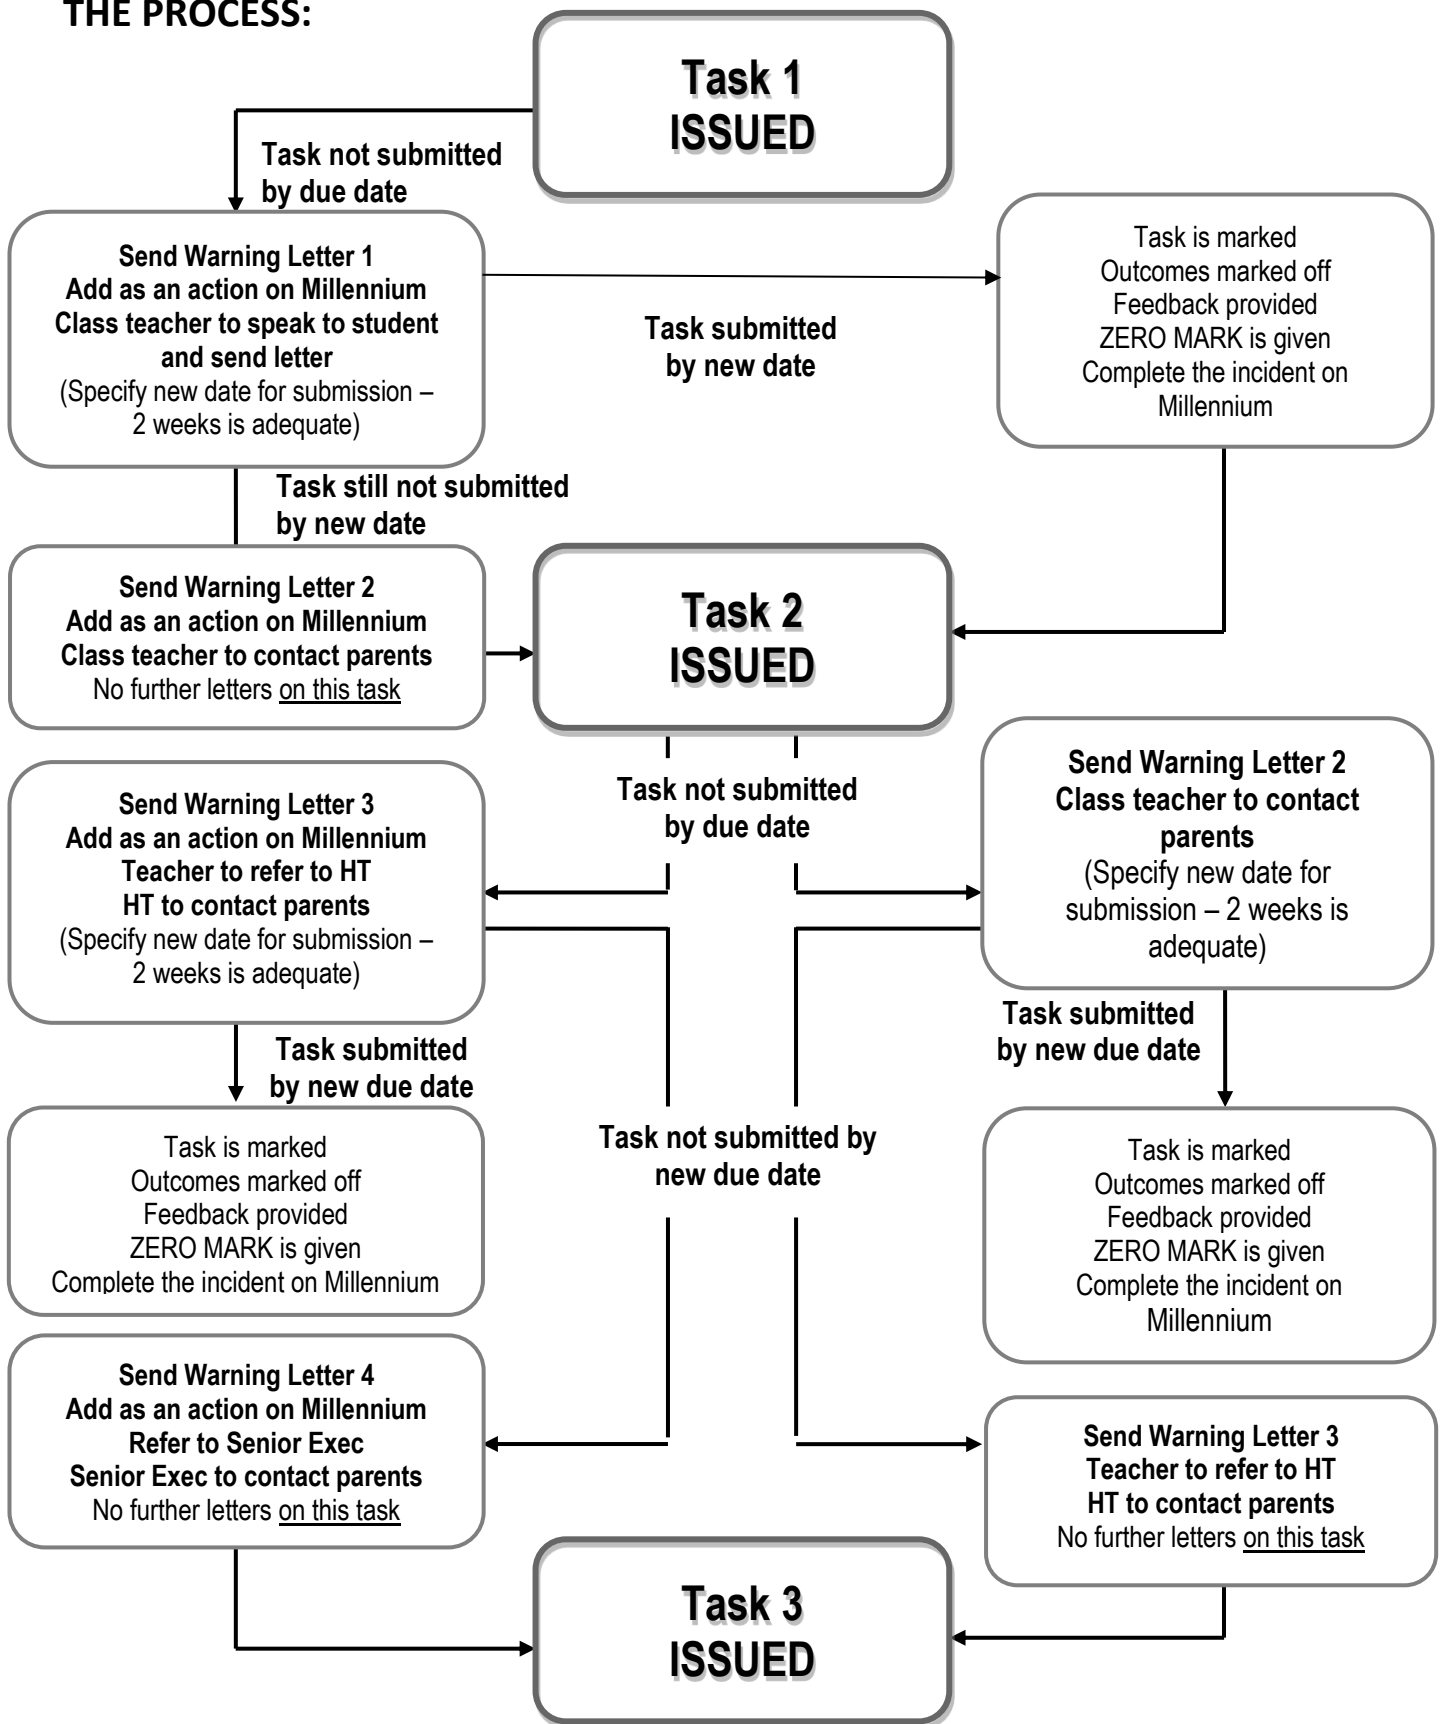 THE PROCESS:
Task 1
ISSUED
Task not submitted
by due date
Send Warning Letter 1
Add as an action on Millennium
Class teacher to speak to student
and send letter
(Specify new date for submission –
2 weeks is adequate)
Task submitted
by new date
Task is marked
Outcomes marked off
Feedback provided
ZERO MARK is given
Complete the incident on
Millennium
Task still not submitted
by new date
Send Warning Letter 2
Add as an action on Millennium
Class teacher to contact parents
No further letters on this task
Task 2
ISSUED
Task not submitted
by due date
Send Warning Letter 3
Add as an action on Millennium
Teacher to refer to HT
HT to contact parents
(Specify new date for submission –
2 weeks is adequate)
Send Warning Letter 2
Class teacher to contact
parents
(Specify new date for
submission – 2 weeks is
adequate)
Task submitted
by new due date
Task submitted
by new due date
Task is marked
Outcomes marked off
Feedback provided
ZERO MARK is given
Complete the incident on Millennium
Task not submitted by
new due date
Task is marked
Outcomes marked off
Feedback provided
ZERO MARK is given
Complete the incident on
Millennium
Send Warning Letter 4
Add as an action on Millennium
Refer to Senior Exec
Senior Exec to contact parents
No further letters on this task
Send Warning Letter 3
Teacher to refer to HT
HT to contact parents
No further letters on this task
Task 3
ISSUED